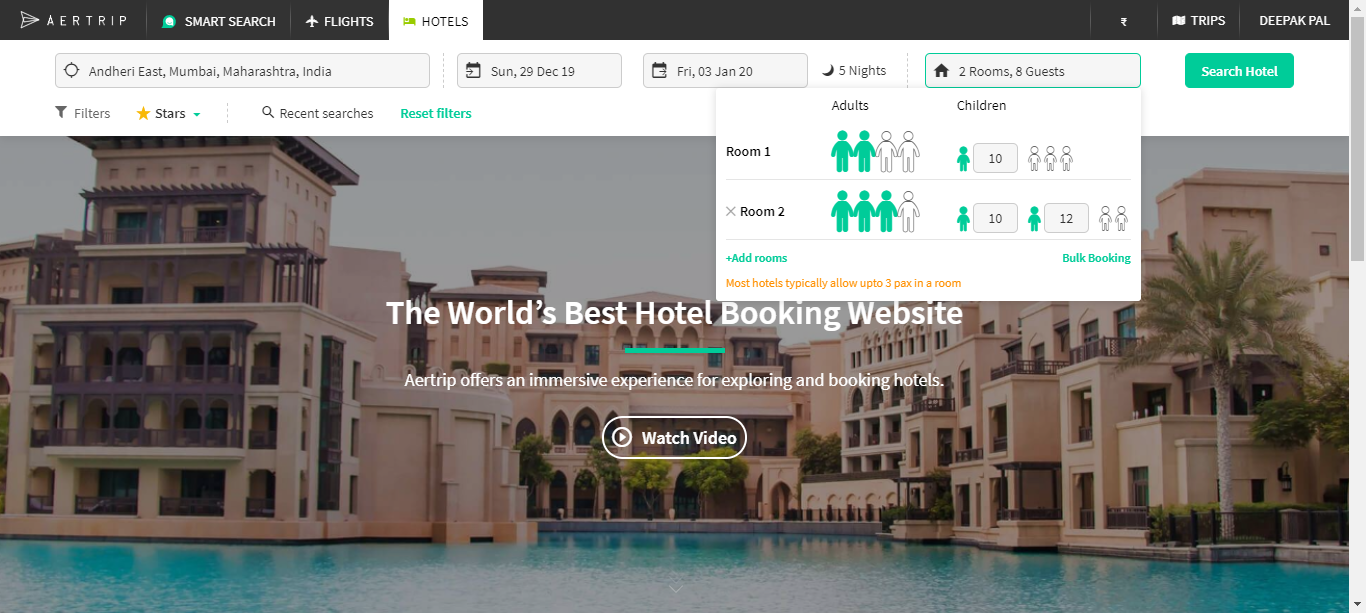 AERTRIP SMART SEARCH FLIGHTS HOTELS ₹ TRIPS DEEPAK PAL
Andheri East, Mumbai, Maharashtra, India Sun, 29 Dec 19 Fri, 03 Jan 20 5 Nights 2 Rooms, 8 Guests Search Hotel
Filters Stars Recent searches Reset filters
Adults Children
Room 1 10
Room 2 10 12
+Add rooms Bulk Booking
Most hotels typically allow upto 3 pax in a room
The World’s Best Hotel Booking Website
Aertrip offers an immersive experience for exploring and booking hotels.
Watch Video